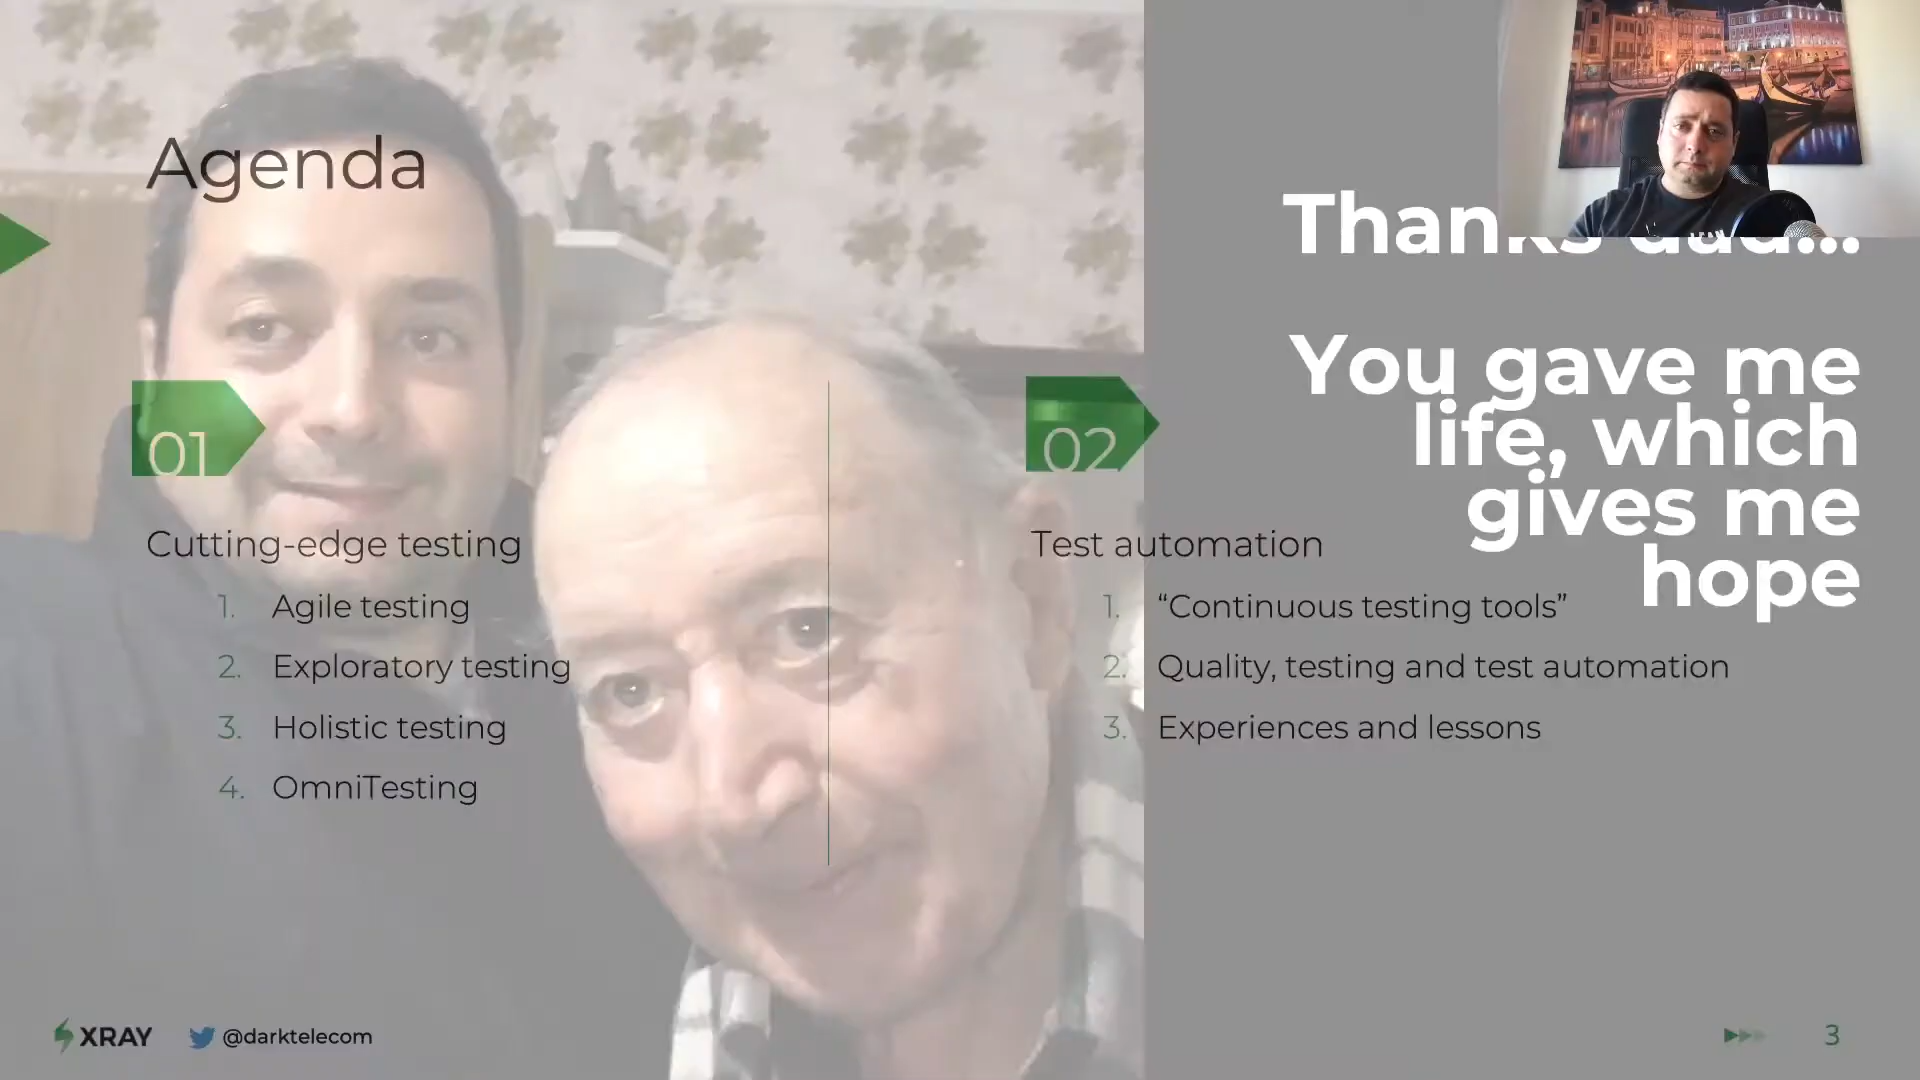 Agenda
Thanks dad...
You gave me
life, which
gives me
hope
01
Cutting-edge testing
1. Agile testing
2. Exploratory testing
3. Holistic testing
4. OmniTesting
02
Test automation
1. “Continuous testing tools”
2. Quality, testing and test automation
3. Experiences and lessons
XRAY
@darktelecom
3